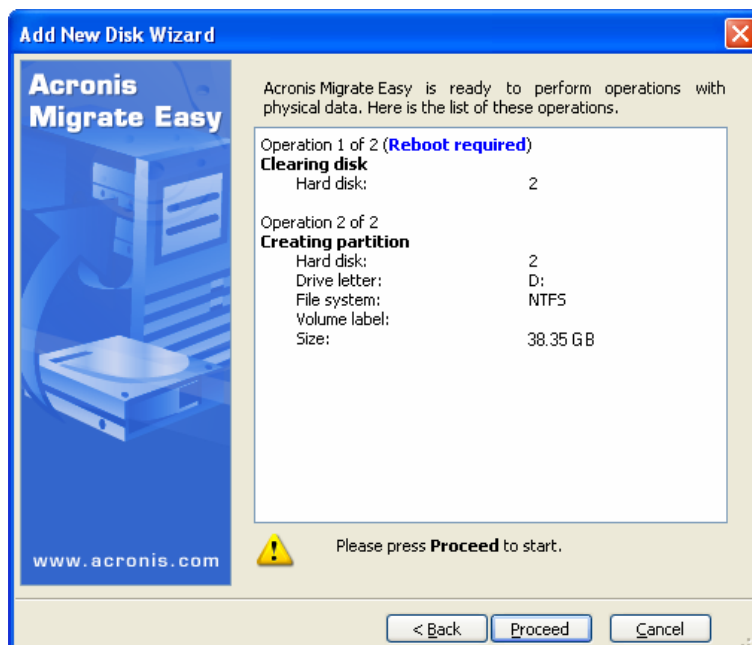 Add New Disk Wizard
Acronis
Migrate Easy
Acronis Migrate Easy is ready to perform operations with
physical data. Here is the list of these operations.
Operation 1 of 2 (Reboot required)
Clearing disk
Hard disk: 2
Operation 2 of 2
Creating partition
Hard disk: 2
Drive letter: D:
File system: NTFS
Volume label:
Size: 38.35 GB
Please press Proceed to start.
www.acronis.com
< Back Proceed Cancel